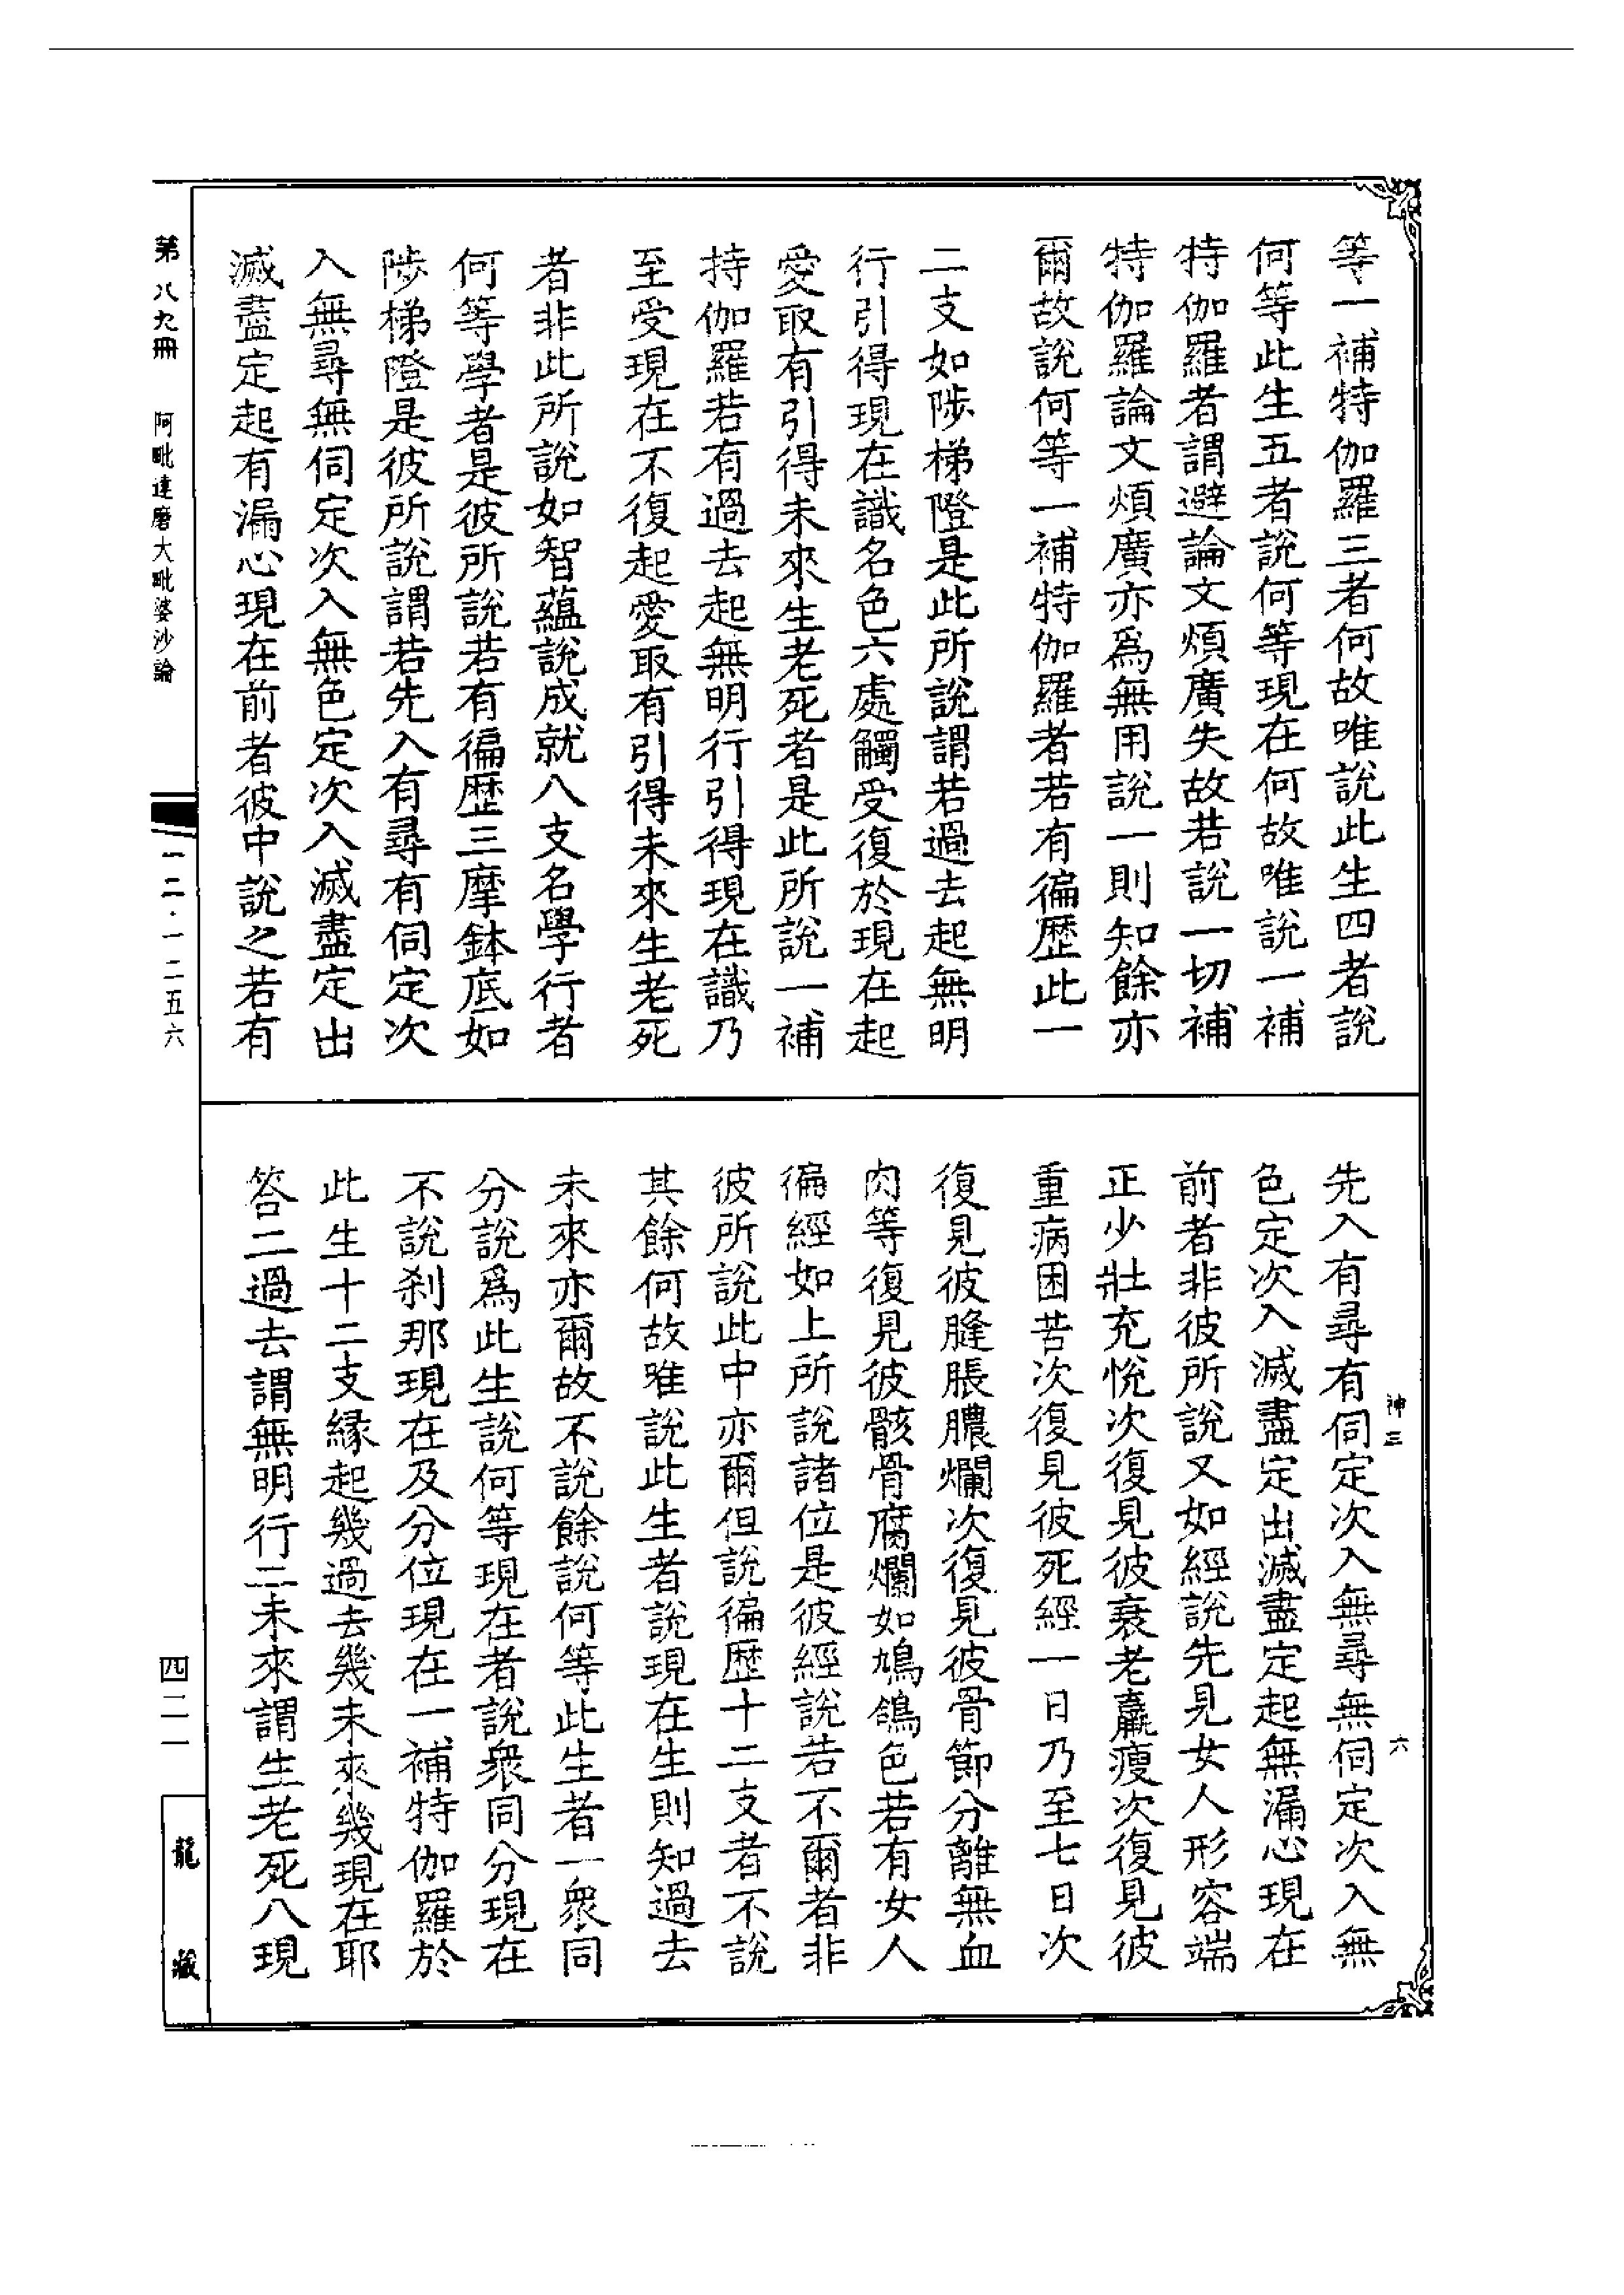 等一補特伽羅三者何故唯說此生四者說
何等此生五者說何等現在何故唯說一補
特伽羅者謂避論文煩廣失故若說一切補
特伽羅論文煩廣亦爲無用說一則知餘亦
爾故說何等一補特伽羅者若有徧歷此一
二支如陟梯隥是此所說謂若過去起無明
行引得現在識名色六處觸受復於現在起
愛取有引得未來生老死者是此所說一補
特伽羅若有過去起無明行引得現在識乃
至受現在不復起愛取有引得未來生老死
者非此所說如智蘊說成就八支名學行者
何等學者是彼所說若有徧歷三摩鉢底如
陟梯隥是彼所說謂若先入有尋有伺定次
入無尋無伺定次入無色定次入滅盡定出
滅盡定起有漏心現在前者彼中說之若有
先入有尋有伺定次入無尋無伺定次入無
色定次入滅盡定出滅盡定起無漏心現在
前者非彼所說又如經說先見女人形容端
正少壯充悅次復見彼衰老羸瘦次復見彼
重病困苦次復見彼死經一日乃至七日次
復見彼膖脹膿爛次復見彼骨節分離無血
肉等復見彼骸骨腐爛如鳩鴿色若有女人
徧經如上所說諸位是彼經說若不爾者非
彼所說此中亦爾但說徧歷十二支者不說
其餘何故唯說此生者說現在生則知過去
未來亦爾故不說餘說何等此生者一衆同
分說爲此生說何等現在者說衆同分現在
不說刹那現在及分位現在一補特伽羅於
此生十二支緣起幾過去幾未來幾現在耶
答二過去謂無明行二未來謂生老死八現
神三
六
第八九冊
阿毗達磨大毗婆沙論
一二·一二五六
四二一
龍藏